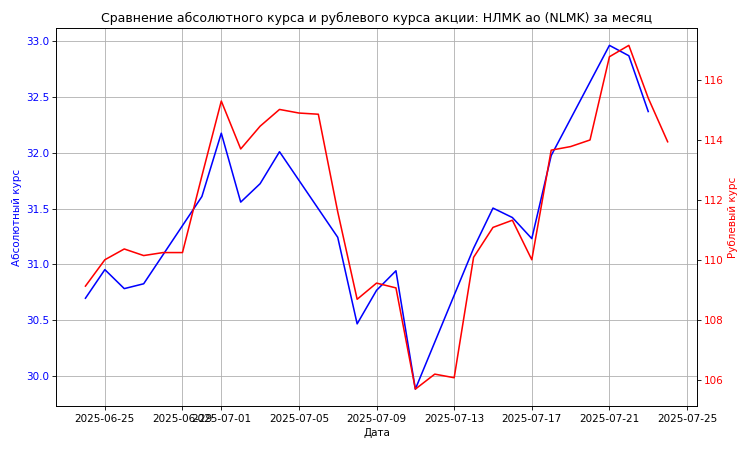 Сравнение абсолютного курса и рублевого курса акции: НЛМК ао (NLMK) за месяц
33.0
32.5
32.0
31.5
31.0
30.5
30.0
Абсолютный курс
116
114
112
110
108
106
Рублевый курс
2025-06-25 2025-06-29 2025-07-01 2025-07-05 2025-07-09 2025-07-13 2025-07-17 2025-07-21 2025-07-25
Дата